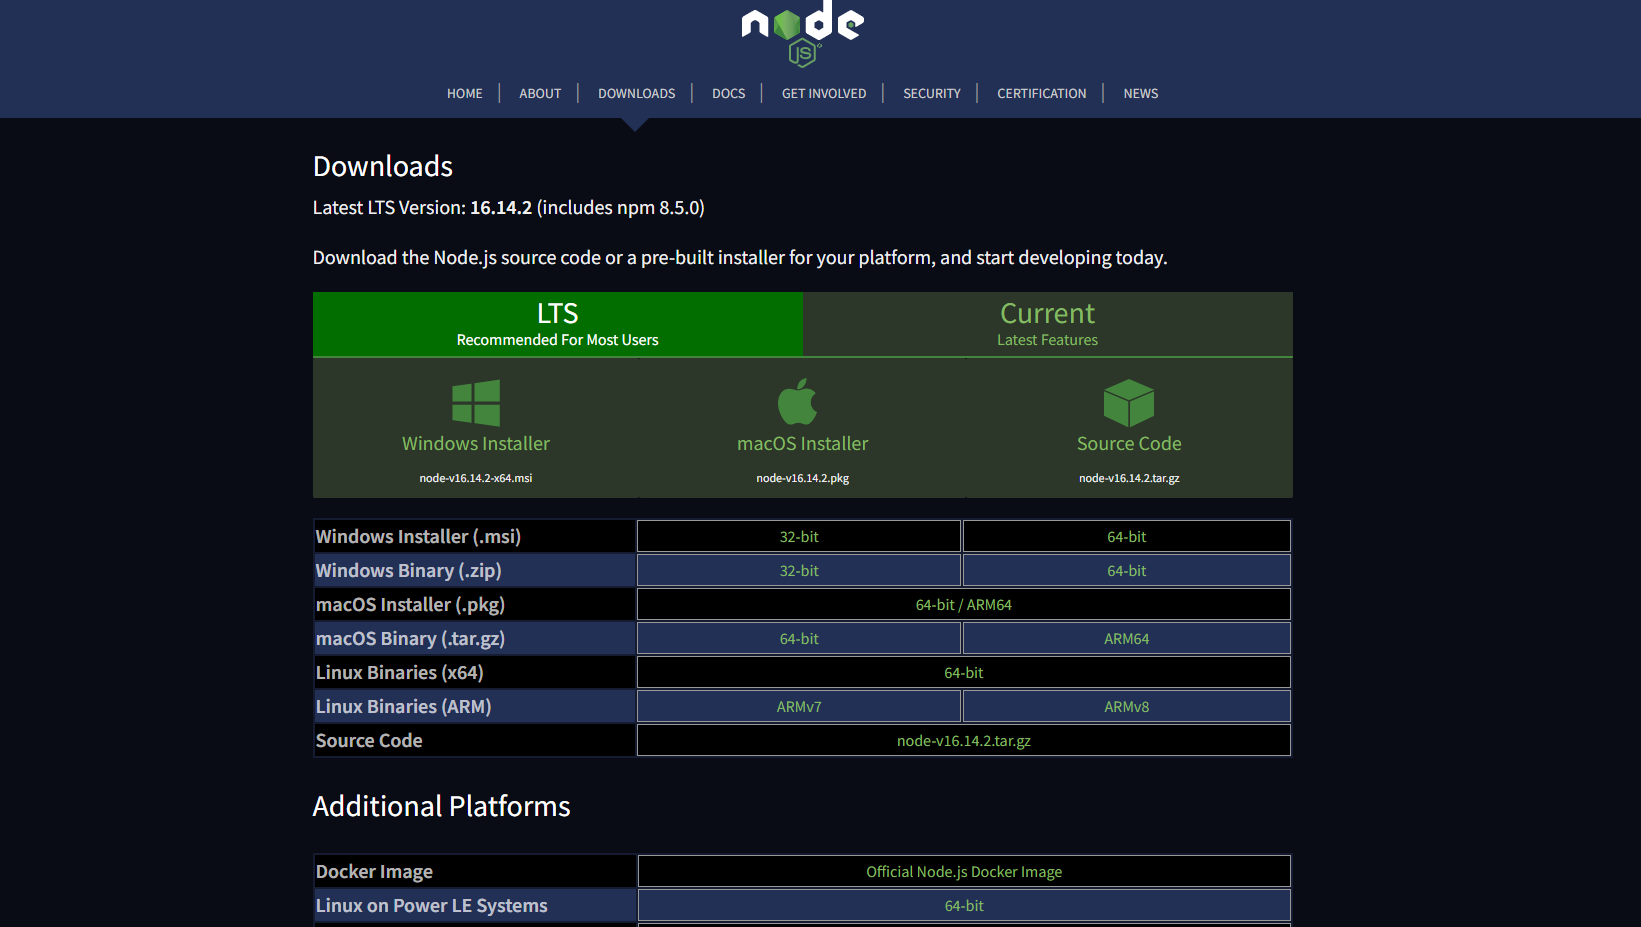 node
JS
HOME ABOUT DOWNLOADS DOCS GET INVOLVED SECURITY CERTIFICATION NEWS
Downloads
Latest LTS Version: 16.14.2 (includes npm 8.5.0)
Download the Node.js source code or a pre-built installer for your platform, and start developing today.
LTS Current
Recommended For Most Users Latest Features
Windows Installer macOS Installer Source Code
node-v16.14.2-x64.msi node-v16.14.2.pkg node-v16.14.2.tar.gz
Windows Installer (.msi) 32-bit 64-bit
Windows Binary (.zip) 32-bit 64-bit
macOS Installer (.pkg) 64-bit / ARM64
macOS Binary (.tar.gz) 64-bit ARM64
Linux Binaries (x64) 64-bit
Linux Binaries (ARM) ARMv7 ARMv8
Source Code node-v16.14.2.tar.gz
Additional Platforms
Docker Image Official Node.js Docker Image
Linux on Power LE Systems 64-bit